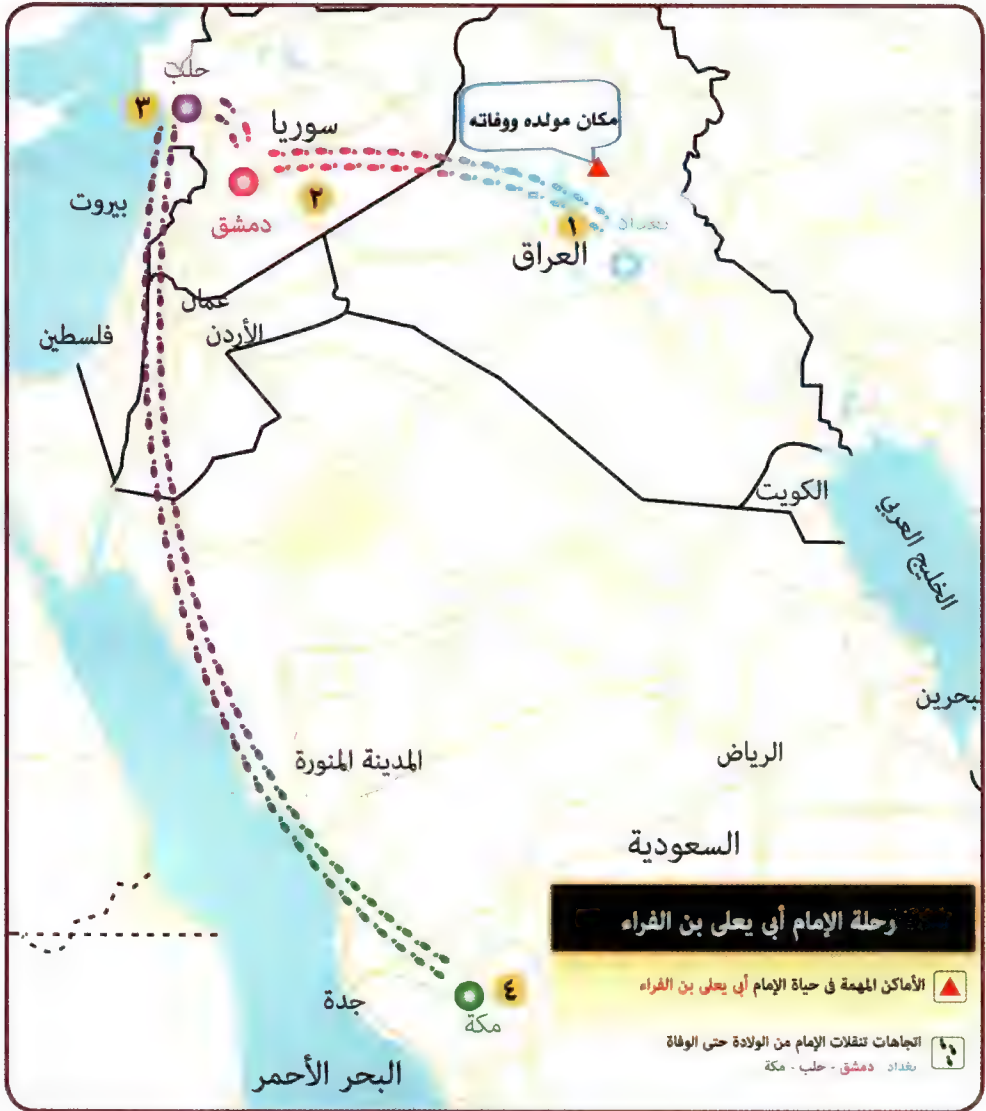 حلب
٣
سوريا
مكان مولده ووفاته
بيروت
٢
دمشق
١
بغداد
العراق
عمان
فلسطين
الأردن
الكويت
الخليج العربي
بحرين
المدينة المنورة
الرياض
السعودية
رحلة الإمام أبي يعلى بن الفراء
الأماكن المهمة فى حياة الإمام أبي يعلى بن الفراء
٤
جدة
مكة
اتجاهات تنقلات الإمام من الولادة حتى الوفاة
بغداد دمشق - حلب - مكة
البحر الأحمر